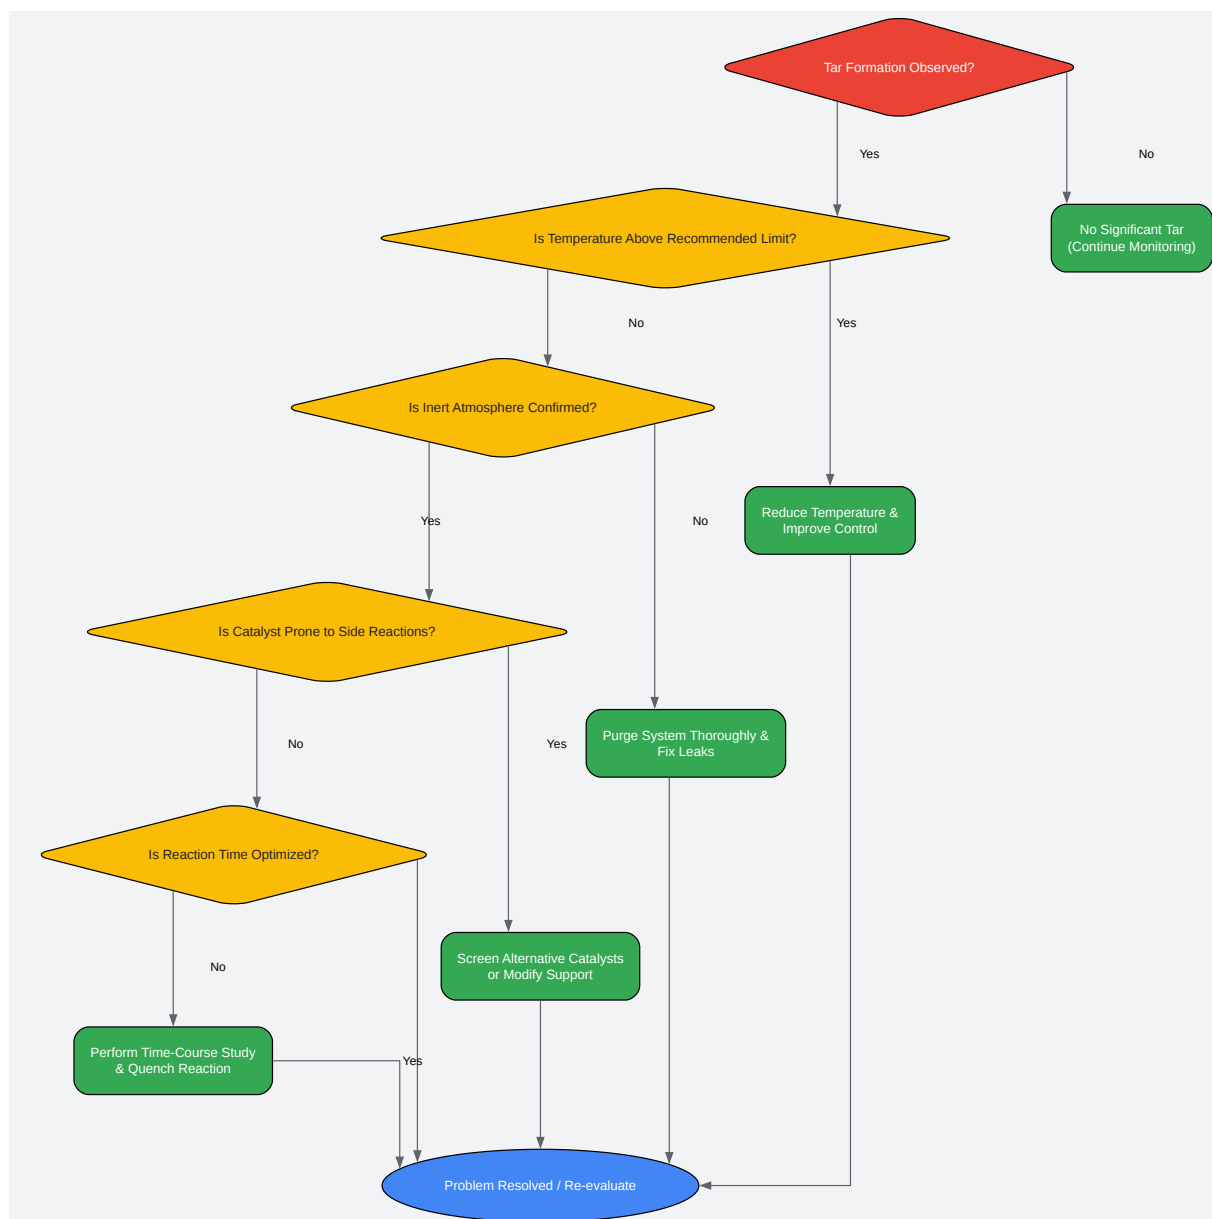 Tar Formation Observed?
Yes
No
No Significant Tar
(Continue Monitoring)
Is Temperature Above Recommended Limit?
No
Yes
Is Inert Atmosphere Confirmed?
Yes
No
Reduce Temperature &
Improve Control
Is Catalyst Prone to Side Reactions?
No
Yes
Purge System Thoroughly &
Fix Leaks
Is Reaction Time Optimized?
No
Screen Alternative Catalysts
or Modify Support
Perform Time-Course Study
& Quench Reaction
Yes
Problem Resolved / Re-evaluate